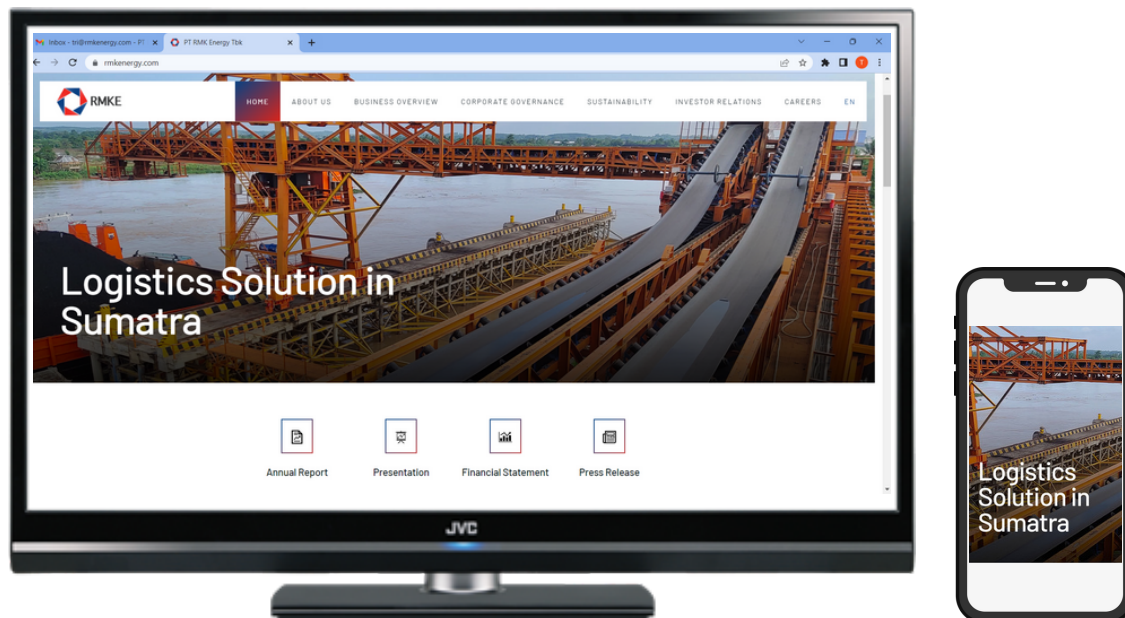 Inbox - tri@rmkenergy.com - PT
PT RMK Energy Tbk
rmkenergy.com
T
RMKE
HOME
ABOUT US
BUSINESS OVERVIEW
CORPORATE GOVERNANCE
SUSTAINABILITY
INVESTOR RELATIONS
CAREERS
EN
Logistics Solution in
Sumatra
Annual Report
Presentation
Financial Statement
Press Release
JVC
Logistics
Solution in
Sumatra